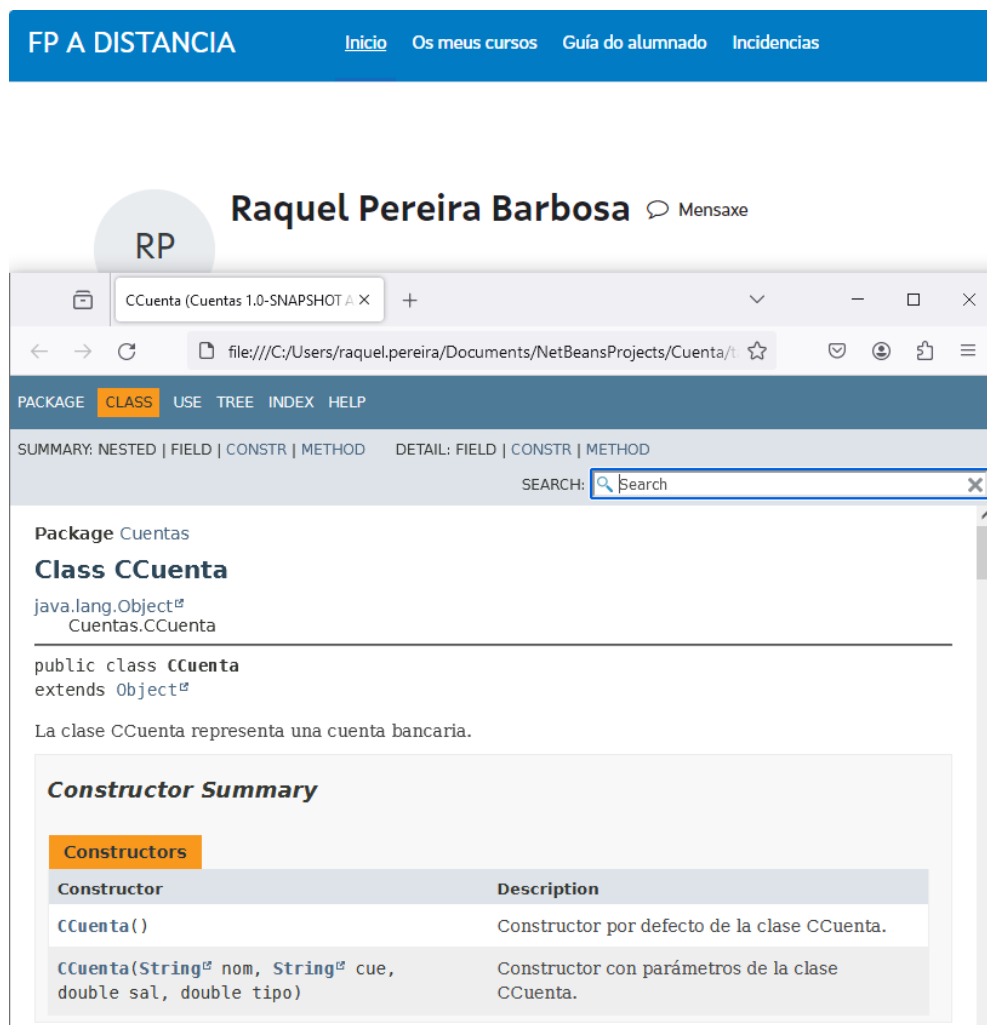 FP A DISTANCIA Inicio Os meus cursos Guía do alumnado Incidencias
RP
Raquel Pereira Barbosa Mensaxe
CCuenta (Cuentas 1.0-SNAPSHOT A
file:///C:/Users/raquel.pereira/Documents/NetBeansProjects/Cuenta/t
PACKAGE CLASS USE TREE INDEX HELP
SUMMARY: NESTED | FIELD | CONSTR | METHOD DETAIL: FIELD | CONSTR | METHOD
SEARCH: Search
Package Cuentas
Class CCuenta
java.lang.Object
Cuentas.CCuenta
public class CCuenta
extends Object
La clase CCuenta representa una cuenta bancaria.
Constructor Summary
Constructors
Constructor Description
CCuenta() Constructor por defecto de la clase CCuenta.
CCuenta(String nom, String cue, Constructor con parámetros de la clase
double sal, double tipo) CCuenta.